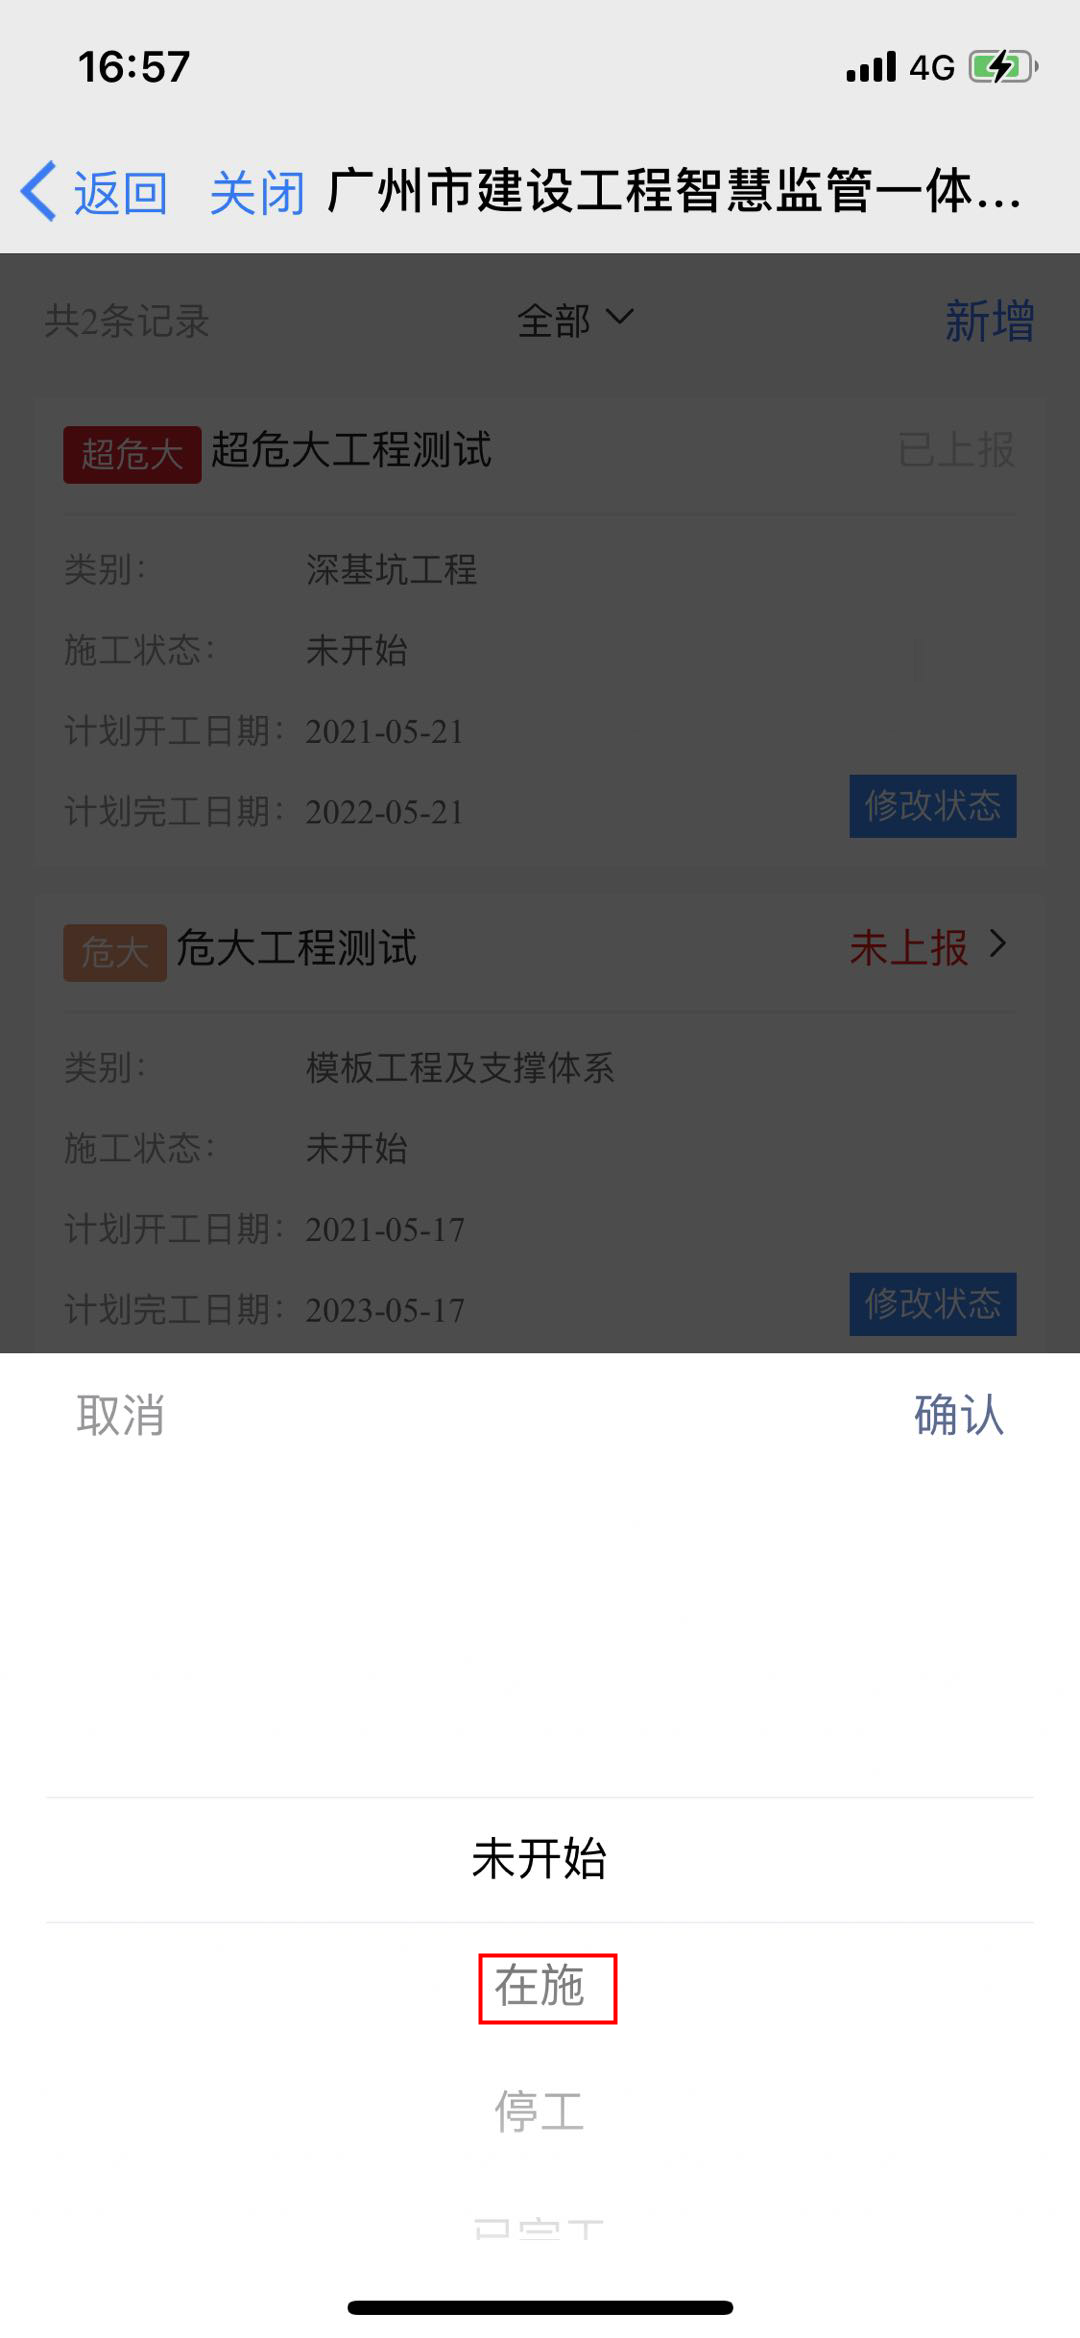 16:57
4G
返回 关闭 广州市建设工程智慧监管一体...
共2条记录 全部 新增
超危大 超危大工程测试 已上报
类别： 深基坑工程
施工状态： 未开始
计划开工日期： 2021-05-21
计划完工日期： 2022-05-21
修改状态
危大 危大工程测试 未上报
类别： 模板工程及支撑体系
施工状态： 未开始
计划开工日期： 2021-05-17
计划完工日期： 2023-05-17
修改状态
取消 确认
未开始
在施
停工
已完工